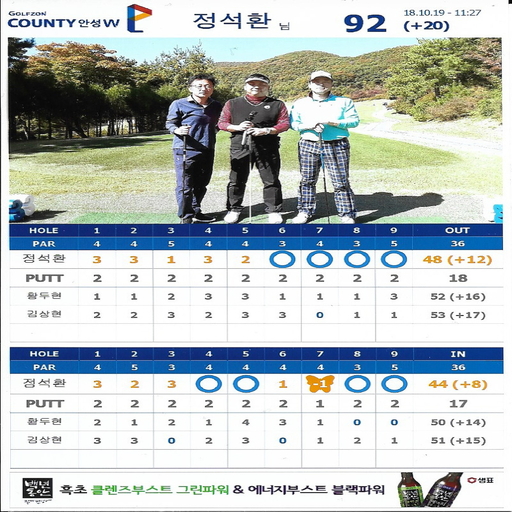 GOLFZON
COUNTY 안성 W
정석환 님
92
18.10.19 - 11:27
(+20)
HOLE 1 2 3 4 5 6 7 8 9 OUT
PAR 4 4 5 4 4 3 4 3 5 36
정석환 3 3 1 3 2 48 (+12)
PUTT 2 2 2 2 2 2 2 2 2 18
황두현 1 1 2 3 3 1 1 1 3 52 (+16)
김상현 2 2 3 2 3 3 0 1 1 53 (+17)
HOLE 1 2 3 4 5 6 7 8 9 IN
PAR 4 5 3 4 4 4 4 3 5 36
정석환 3 2 3 1 -1 44 (+8)
PUTT 2 2 2 2 2 2 1 2 2 17
황두현 2 1 2 1 4 3 1 0 0 50 (+14)
김상현 3 3 0 2 3 0 1 2 1 51 (+15)
백년동안 흑초 클렌즈부스트 그린파워 & 에너지부스트 블랙파워
샘표